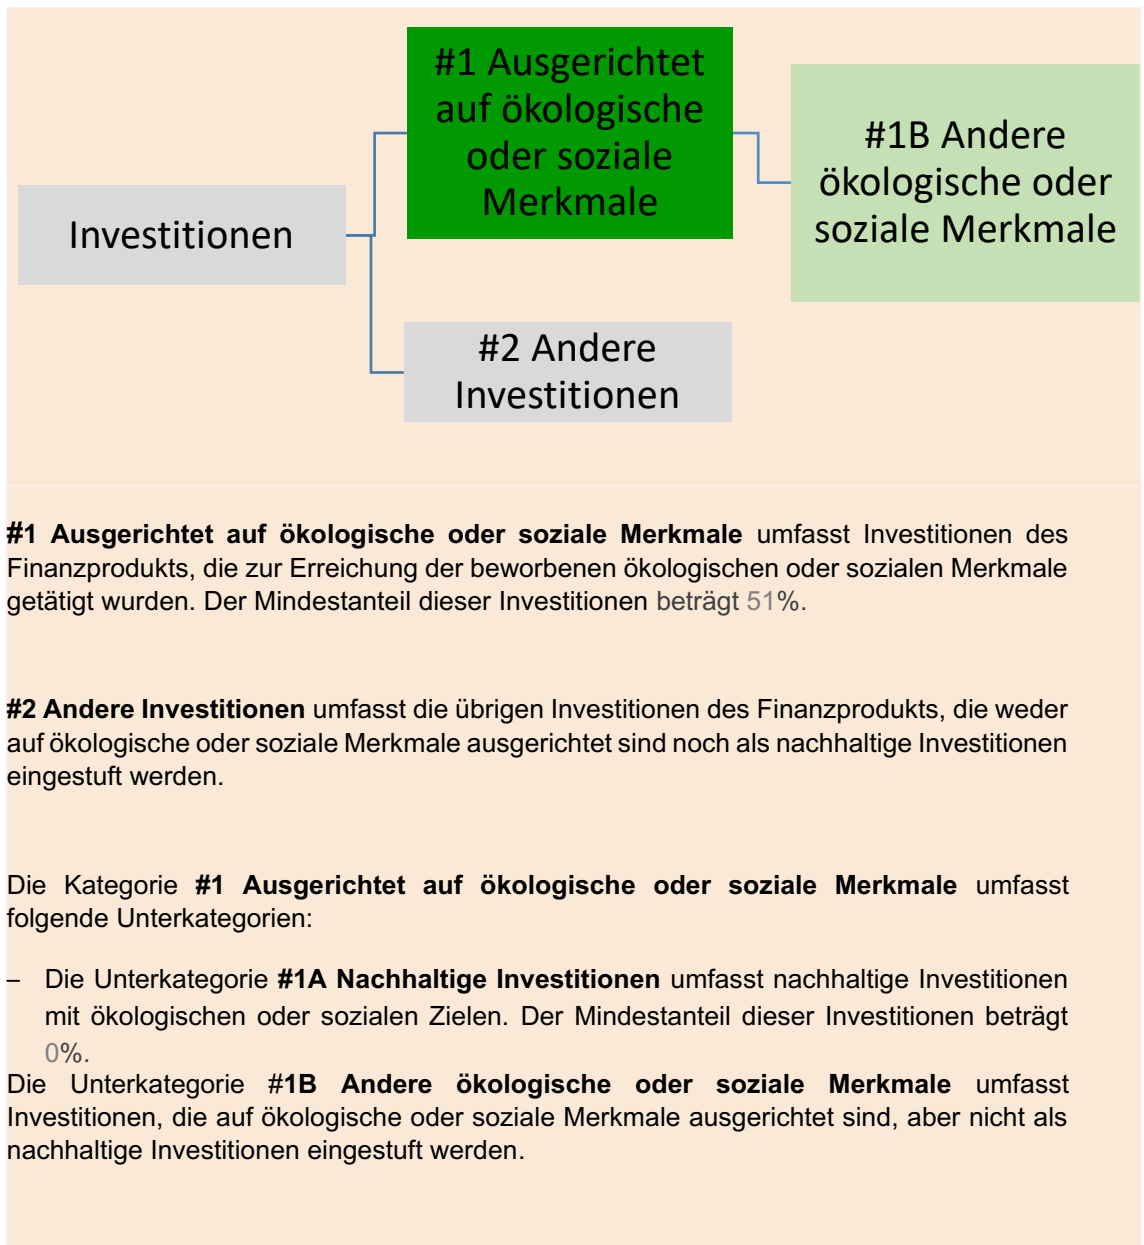 #1 Ausgerichtet
auf ökologische
oder soziale
Merkmale
#1B Andere
ökologische oder
soziale Merkmale
Investitionen
#2 Andere
Investitionen
#1 Ausgerichtet auf ökologische oder soziale Merkmale umfasst Investitionen des
Finanzprodukts, die zur Erreichung der beworbenen ökologischen oder sozialen Merkmale
getätigt wurden. Der Mindestanteil dieser Investitionen beträgt 51%.
#2 Andere Investitionen umfasst die übrigen Investitionen des Finanzprodukts, die weder
auf ökologische oder soziale Merkmale ausgerichtet sind noch als nachhaltige Investitionen
eingestuft werden.
Die Kategorie #1 Ausgerichtet auf ökologische oder soziale Merkmale umfasst
folgende Unterkategorien:
– Die Unterkategorie #1A Nachhaltige Investitionen umfasst nachhaltige Investitionen
mit ökologischen oder sozialen Zielen. Der Mindestanteil dieser Investitionen beträgt
0%.
Die Unterkategorie #1B Andere ökologische oder soziale Merkmale umfasst
Investitionen, die auf ökologische oder soziale Merkmale ausgerichtet sind, aber nicht als
nachhaltige Investitionen eingestuft werden.